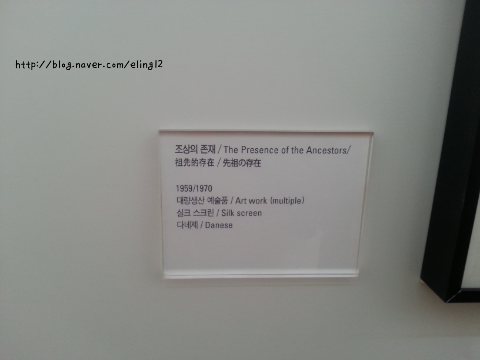 http://blog.naver.com/eling12
조상의 존재 / The Presence of the Ancestors/
祖先的存在 / 先祖の存在
1959/1970
대량생산 예술품 / Art work (multiple)
실크 스크린 / Silk screen
다네제 / Danese